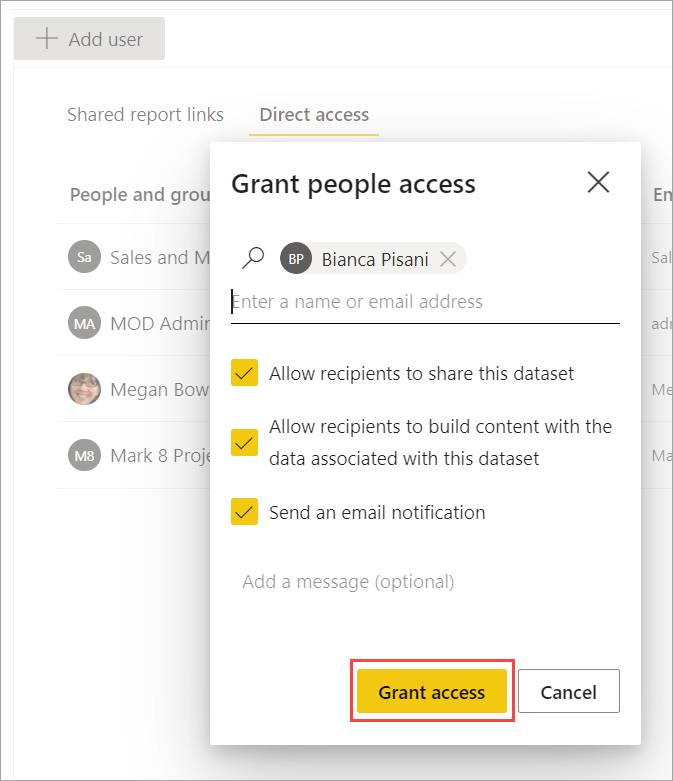 Add user
Shared report links
Direct access
People and grou
En
Grant people access
Sa
Sales and M
Sal
BP
Bianca Pisani
Enter a name or email address
MA
MOD Admin
adr
Allow recipients to share this dataset
Megan Bow
Me
Allow recipients to build content with the
data associated with this dataset
M8
Mark 8 Proje
Ma
Send an email notification
Add a message (optional)
Grant access
Cancel